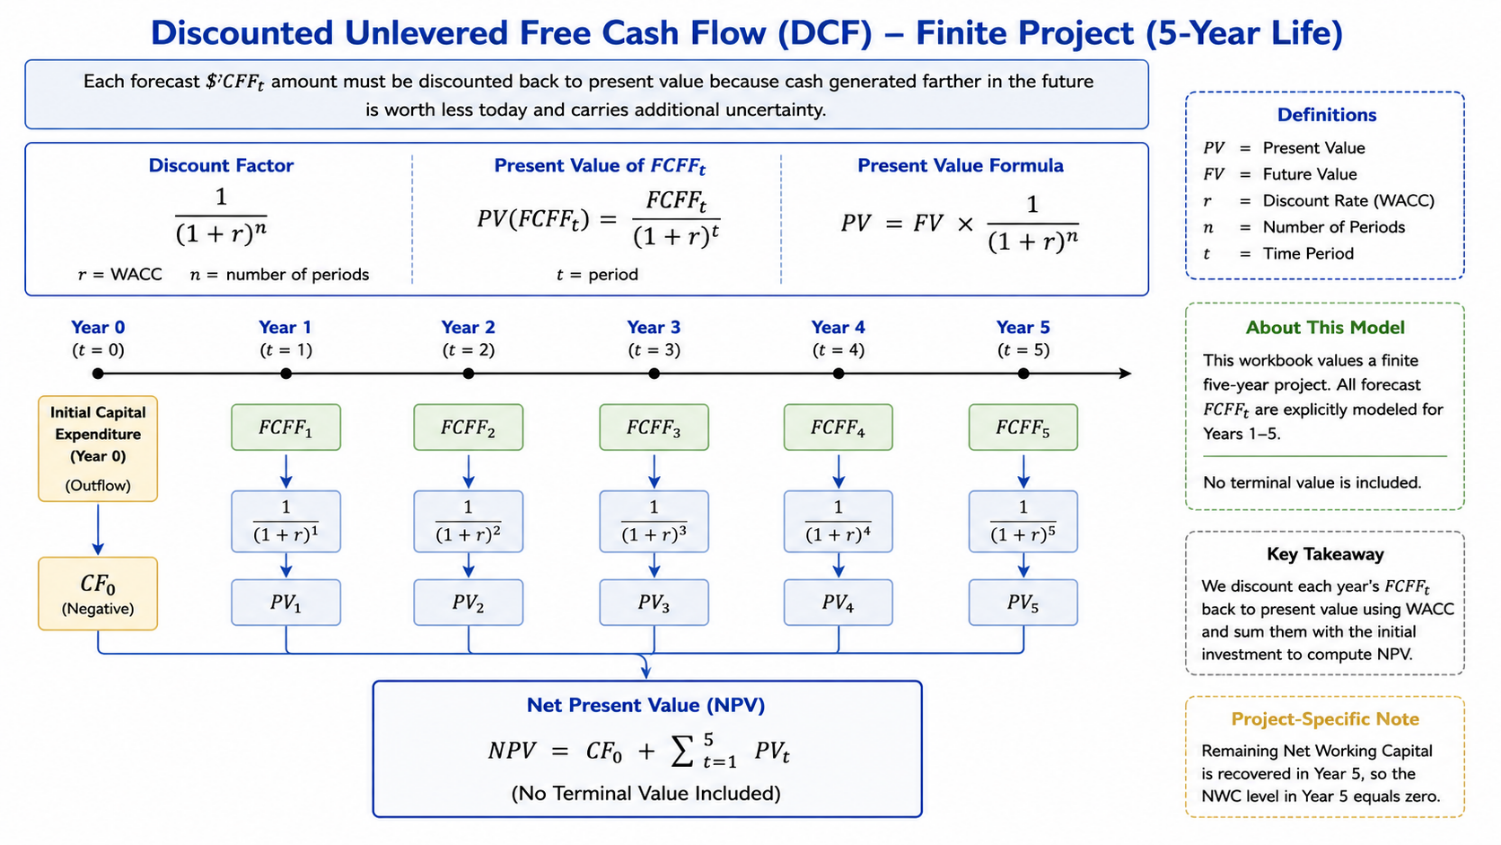 Discounted Unlevered Free Cash Flow (DCF) – Finite Project (5-Year Life)
Each forecast $'CFF_t amount must be discounted back to present value because cash generated farther in the future
is worth less today and carries additional uncertainty.
Discount Factor
1
(1 + r)^n
r = WACC n = number of periods
Present Value of FCFF_t
PV(FCFF_t) = FCFF_t / (1 + r)^t
t = period
Present Value Formula
PV = FV × 1 / (1 + r)^n
Definitions
PV = Present Value
FV = Future Value
r = Discount Rate (WACC)
n = Number of Periods
t = Time Period
Year 0 Year 1 Year 2 Year 3 Year 4 Year 5
(t = 0) (t = 1) (t = 2) (t = 3) (t = 4) (t = 5)
Initial Capital
Expenditure
(Year 0)
(Outflow)
FCFF_1 FCFF_2 FCFF_3 FCFF_4 FCFF_5
1 / (1 + r)^1 1 / (1 + r)^2 1 / (1 + r)^3 1 / (1 + r)^4 1 / (1 + r)^5
CF_0
(Negative)
PV_1 PV_2 PV_3 PV_4 PV_5
Net Present Value (NPV)
NPV = CF_0 + ∑ 5 t=1 PV_t
(No Terminal Value Included)
About This Model
This workbook values a finite
five-year project. All forecast
FCFF_t are explicitly modeled for
Years 1–5.
No terminal value is included.
Key Takeaway
We discount each year's FCFF_t
back to present value using WACC
and sum them with the initial
investment to compute NPV.
Project-Specific Note
Remaining Net Working Capital
is recovered in Year 5, so the
NWC level in Year 5 equals zero.